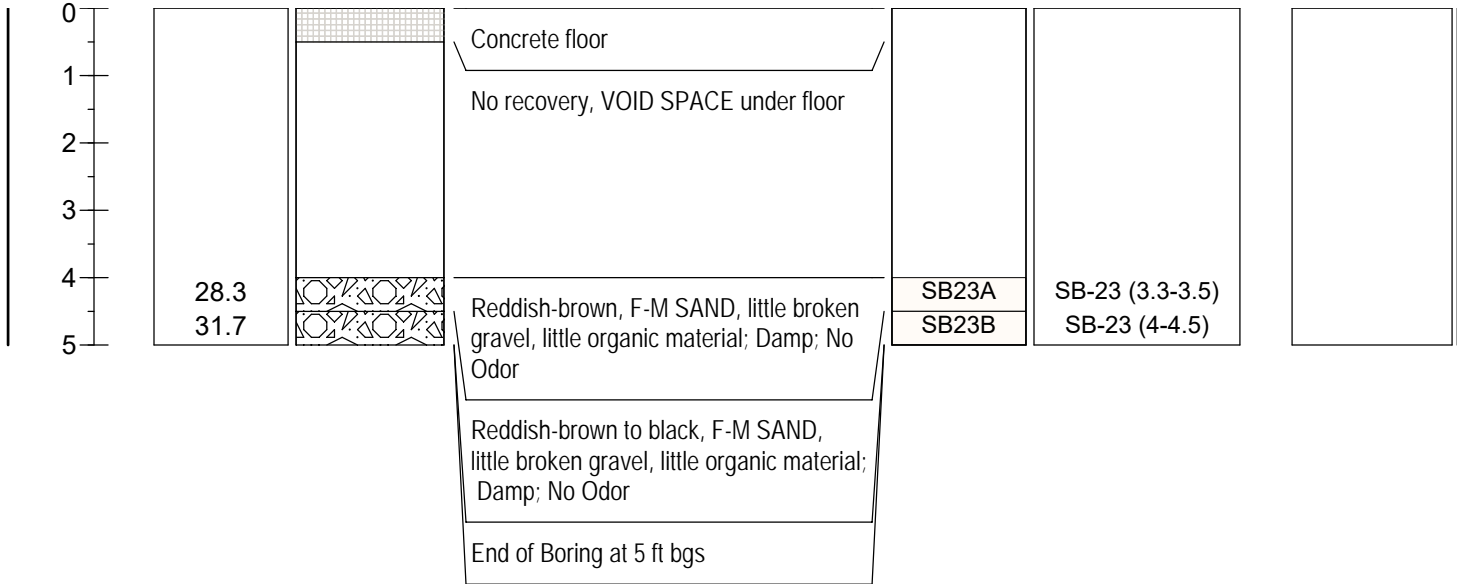 0
Concrete floor
1
No recovery, VOID SPACE under floor
2
3
4
28.3
SB23A
SB-23 (3.3-3.5)
Reddish-brown, F-M SAND, little broken
gravel, little organic material; Damp; No
Odor
31.7
SB23B
SB-23 (4-4.5)
5
Reddish-brown to black, F-M SAND,
little broken gravel, little organic material;
Damp; No Odor
End of Boring at 5 ft bgs